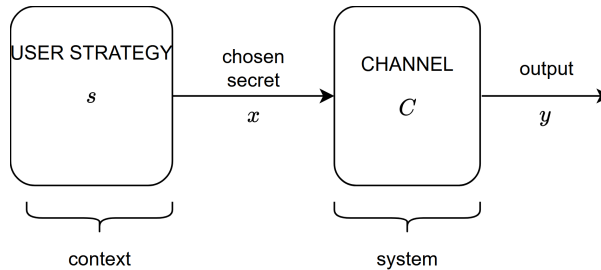 USER STRATEGY
s
chosen
secret
x
CHANNEL
C
output
y
context
system